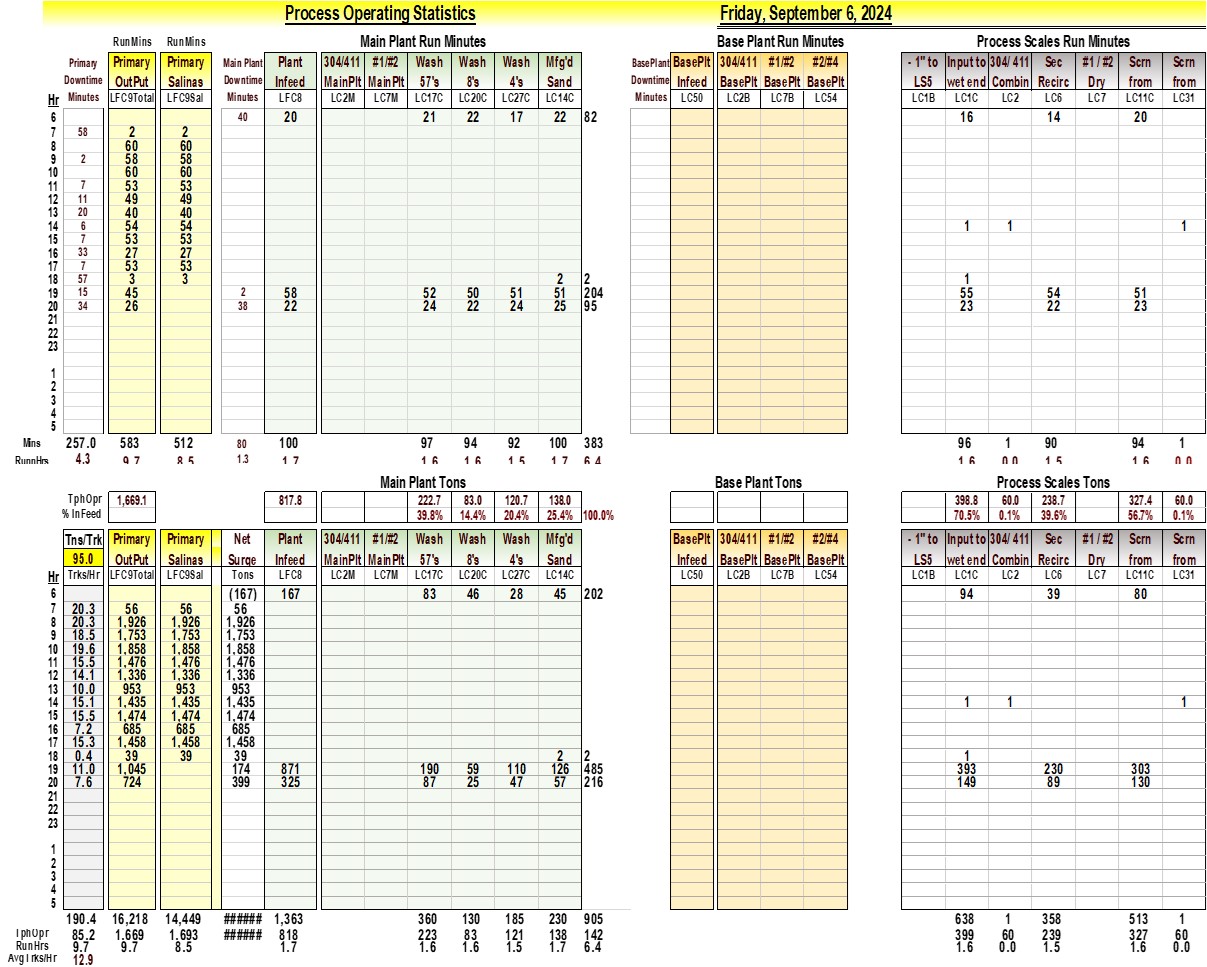 Process Operating Statistics Friday, September 6, 2024
RunMins RunMins Main Plant Run Minutes Base Plant Run Minutes Process Scales Run Minutes
Primary Primary Primary Main Plant Plant 304/411 #1/#2 Wash Wash Wash Mfg'd BasePlant BasePlt 304/411 #1/#2 #2/#4 - 1" to Input to 304/ 411 Sec #1 / #2 Scrn Scrn
Downtime OutPut Salinas Downtime Infeed MainPlt MainPlt 57's 8's 4's Sand Downtime Infeed BasePlt BasePlt BasePlt LS5 wet end Combin Recirc Dry from from
Hr Minutes LFC9Total LFC9Sal Minutes LFC8 LC2M LC7M LC17C LC20C LC27C LC14C Minutes LC50 LC2B LC7B LC54 LC1B LC1C LC2 LC6 LC7 LC11C LC31
6 40 20 21 22 17 22 82 16 14 20
7 58 2 2
8 60 60
9 2 58 58
10 60 60
11 7 53 53
12 11 49 49
13 20 40 40
14 6 54 54 1 1 1
15 7 53 53
16 33 27 27
17 7 53 53
18 57 3 3 2 2 1
19 15 45 2 58 52 50 51 51 204 55 54 51
20 34 26 38 22 24 22 24 25 95 23 22 23
21
22
23
1
2
3
4
5
Mins 257.0 583 512 80 100 97 94 92 100 383 96 1 90 94 1
RunnHrs 4.3 9.7 8.5 1.3 1.7 1.6 1.6 1.5 1.7 6.4 1.6 0.0 1.5 1.6 0.0
Main Plant Tons Base Plant Tons Process Scales Tons
TphOpr 1,669.1 817.8 222.7 83.0 120.7 138.0 398.8 60.0 238.7 327.4 60.0
% InFeed 39.8% 14.4% 20.4% 25.4% 100.0% 70.5% 0.1% 39.6% 56.7% 0.1%
Tns/Trk Primary Primary Net Plant 304/411 #1/#2 Wash Wash Wash Mfg'd BasePlt 304/411 #1/#2 #2/#4 - 1" to Input to 304/ 411 Sec #1 / #2 Scrn Scrn
95.0 OutPut Salinas Surge Infeed MainPlt MainPlt 57's 8's 4's Sand Infeed BasePlt BasePlt BasePlt LS5 wet end Combin Recirc Dry from from
Hr Trks/Hr LFC9Total LFC9Sal Tons LFC8 LC2M LC7M LC17C LC20C LC27C LC14C LC50 LC2B LC7B LC54 LC1B LC1C LC2 LC6 LC7 LC11C LC31
6 (167) 167 83 46 28 45 202 94 39 80
7 20.3 56 56 56
8 20.3 1,926 1,926 1,926
9 18.5 1,753 1,753 1,753
10 19.6 1,858 1,858 1,858
11 15.5 1,476 1,476 1,476
12 14.1 1,336 1,336 1,336
13 10.0 953 953 953
14 15.1 1,435 1,435 1,435 1 1 1
15 15.5 1,474 1,474 1,474
16 7.2 685 685 685
17 15.3 1,458 1,458 1,458
18 0.4 39 39 39 2 2 1
19 11.0 1,045 174 871 190 59 110 126 485 393 230 303
20 7.6 724 399 325 87 25 47 57 216 149 89 130
21
22
23
1
2
3
4
5
190.4 16,218 14,449 ###### 1,363 360 130 185 230 905 638 1 358 513 1
TphOpr 85.2 1,669 1,693 ###### 818 223 83 121 138 142 399 60 239 327 60
RunHrs 9.7 9.7 8.5 1.7 1.6 1.6 1.5 1.7 6.4 1.6 0.0 1.5 1.6 0.0
AvgTrks/Hr 12.9